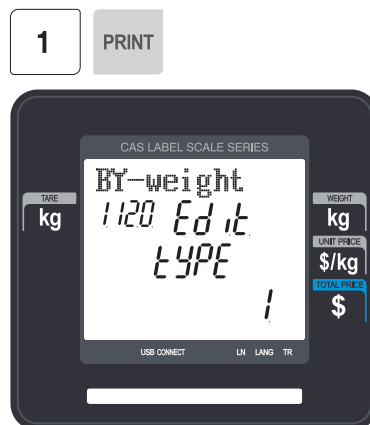 1 PRINT
CAS LABEL SCALE SERIES
BY-weight
1120 Edit
tYPE
1
TARE
kg
WEIGHT
kg
UNIT PRICE
$/kg
TOTAL PRICE
$
USB CONNECT LN LANG TR